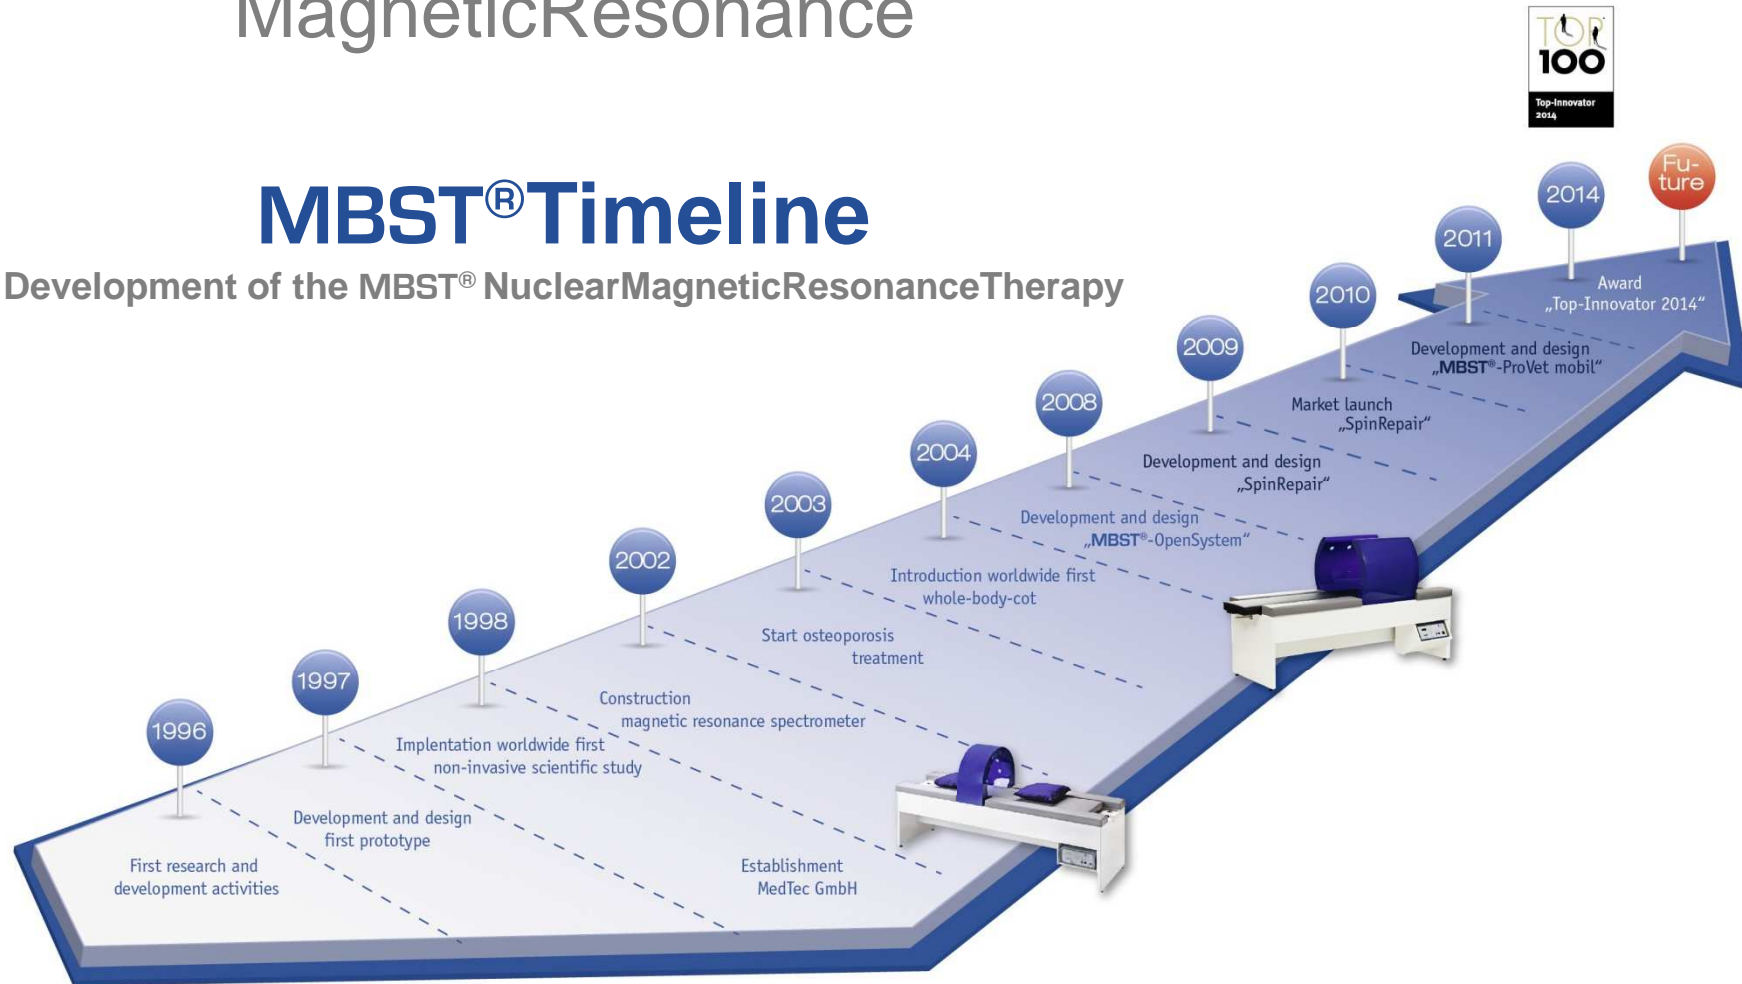 MagneticResonance
TOP
100
Top-Innovator
2014
MBST®Timeline
Development of the MBST® NuclearMagneticResonanceTherapy
1996
First research and
development activities
1997
Development and design
first prototype
1998
Implentation worldwide first
non-invasive scientific study
Establishment
MedTec GmbH
2002
Construction
magnetic resonance spectrometer
2003
Start osteoporosis
treatment
2004
Introduction worldwide first
whole-body-cot
2008
Development and design
„MBST®-OpenSystem“
2009
Development and design
„SpinRepair“
2010
Market launch
„SpinRepair“
2011
Development and design
„MBST®-ProVet mobil“
2014
Award
„Top-Innovator 2014“
Fu-
ture